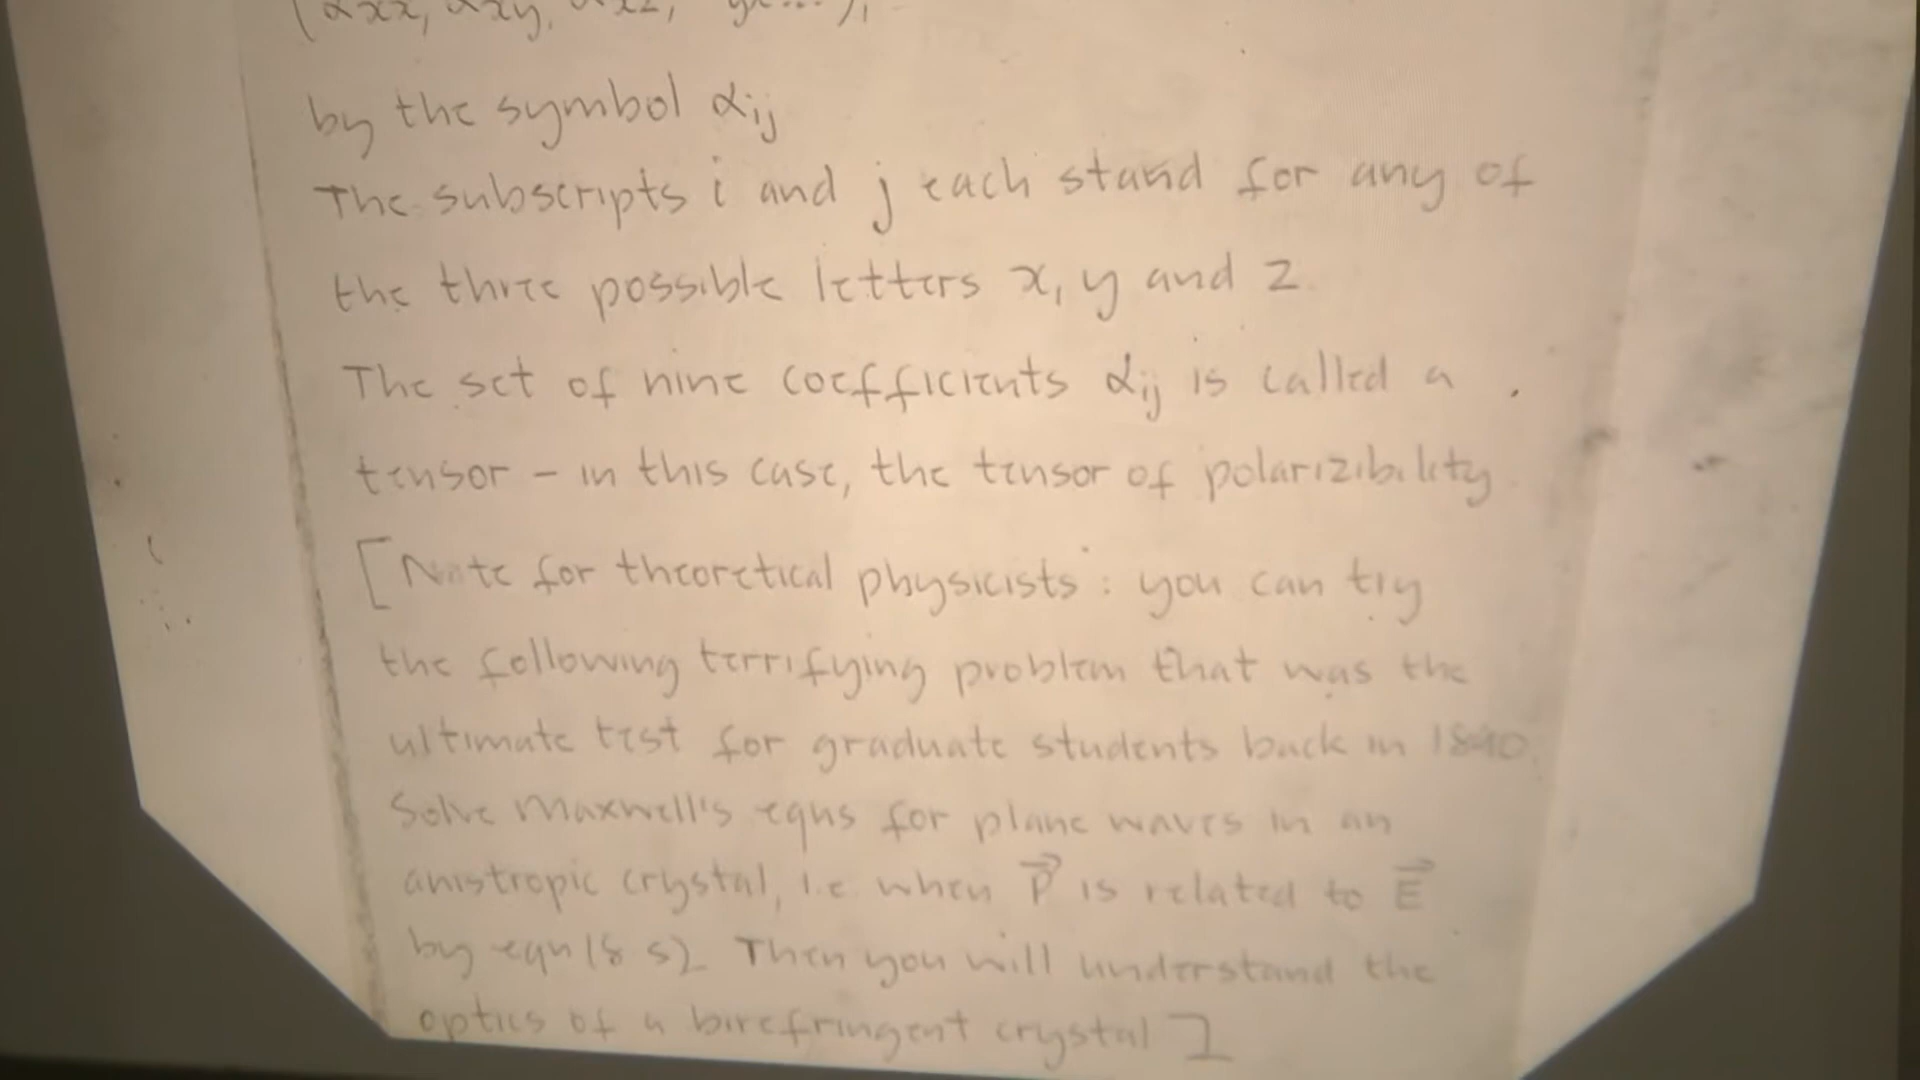 (αxx, αxy, αxz, yx...),
by the symbol αij
The subscripts i and j each stand for any of
the three possible letters x, y and z.
The set of nine coefficients αij is called a
tensor - in this case, the tensor of polarizibility.
[Note for theoretical physicists: you can try
the following terrifying problem that was the
ultimate test for graduate students back in
Solve Maxwell's eqns for plane waves in an
anistropic crystal, i.e when P⃗ is related to E⃗
by eqn (8.5). Then you will understand the
optics of a birefringent crystal]